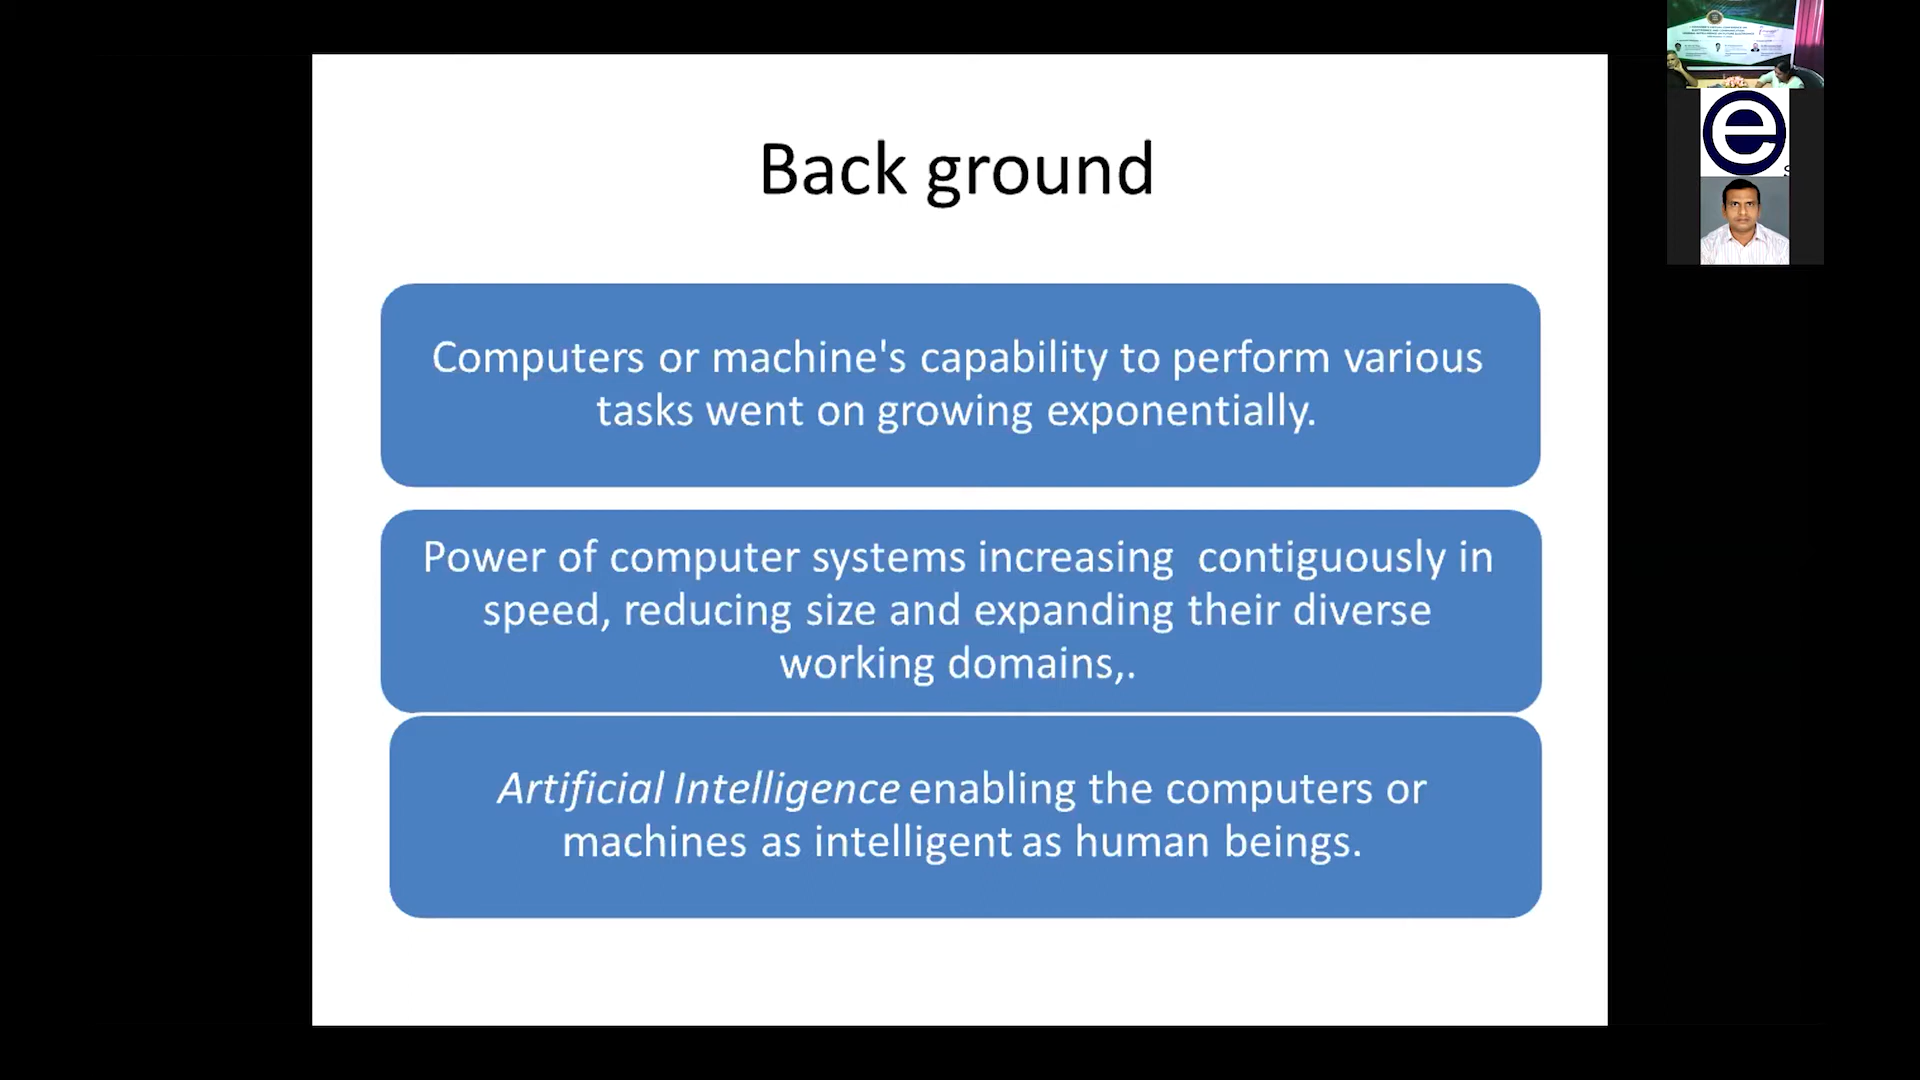 Back ground
Computers or machine's capability to perform various
tasks went on growing exponentially.
Power of computer systems increasing  contiguously in
speed, reducing size and expanding their diverse
working domains,.
Artificial Intelligence enabling the computers or
machines as intelligent as human beings.
e